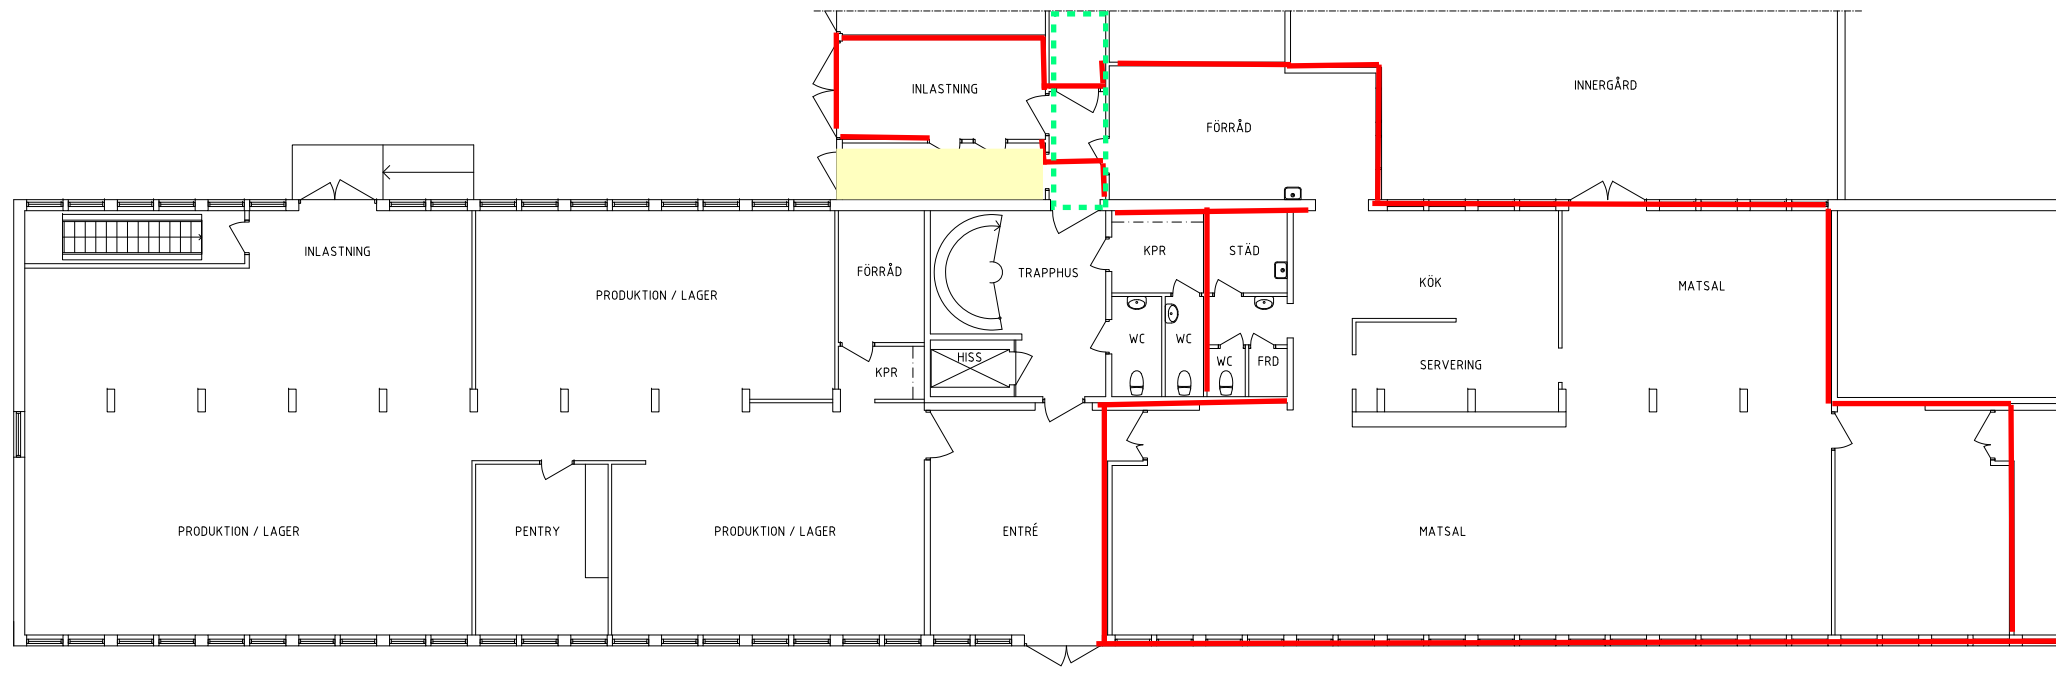 INLASTNING
INNERGÅRD
FÖRRÅD
INLASTNING
FÖRRÅD
TRAPPHUS
KPR
STÄD
PRODUKTION / LAGER
KÖK
MATSAL
HISS
KPR
WC
WC
WC
FRD
SERVERING
PRODUKTION / LAGER
PENTRY
PRODUKTION / LAGER
ENTRÉ
MATSAL